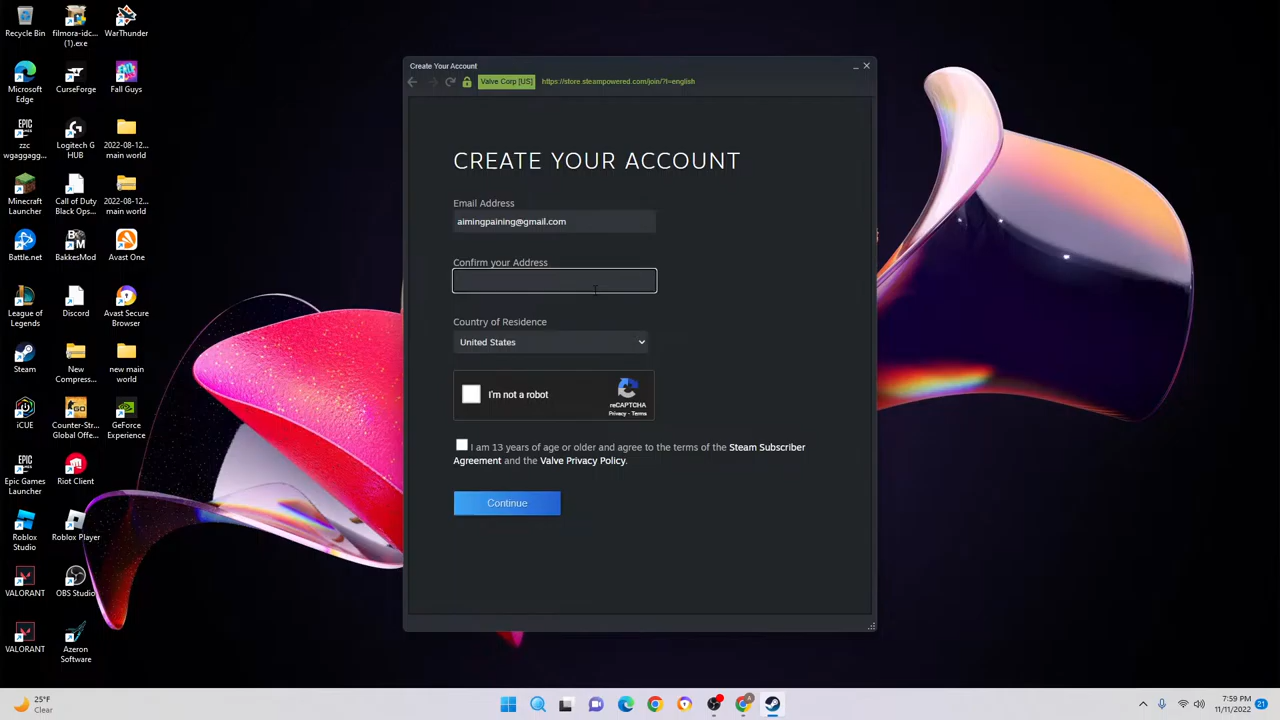 Recycle Bin
filmora-idc...
(1).exe
WarThunder
Microsoft
Edge
CurseForge
Fall Guys
zzc
wgaggagg...
Logitech G
HUB
2022-08-12...
main world
Minecraft
Launcher
Call of Duty
Black Ops...
2022-08-12...
main world
Battle.net
BakkesMod
Avast One
League of
Legends
Discord
Avast Secure
Browser
Steam
New
Compress...
new main
world
iCUE
Counter-Str...
Global Offe...
GeForce
Experience
Epic Games
Launcher
Riot Client
Roblox
Studio
Roblox Player
VALORANT
OBS Studio
VALORANT
Azeron
Software
Create Your Account
Valve Corp [US]
https://store.steampowered.com/join/?l=english
CREATE YOUR ACCOUNT
Email Address
aimingpaining@gmail.com
Confirm your Address
Country of Residence
United States
I'm not a robot
reCAPTCHA
Privacy - Terms
I am 13 years of age or older and agree to the terms of the Steam Subscriber
Agreement and the Valve Privacy Policy.
Continue
25°F
Clear
7:59 PM
11/11/2022
21